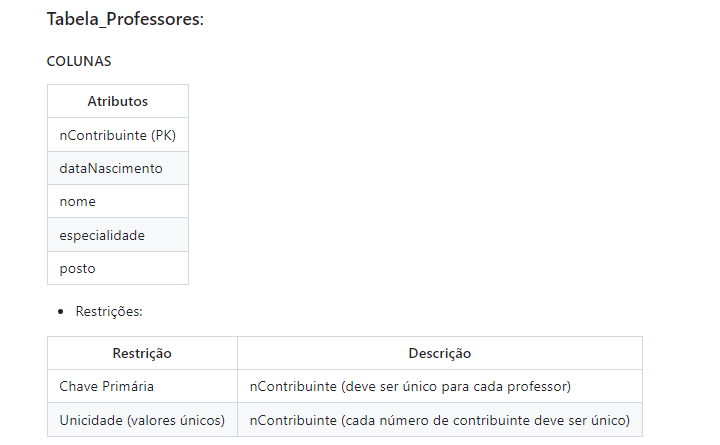 Tabela_Professores:
COLUNAS
Atributos
nContribuinte (PK)
dataNascimento
nome
especialidade
posto
Restrições:
Restrição Descrição
Chave Primária nContribuinte (deve ser único para cada professor)
Unicidade (valores únicos) nContribuinte (cada número de contribuinte deve ser único)